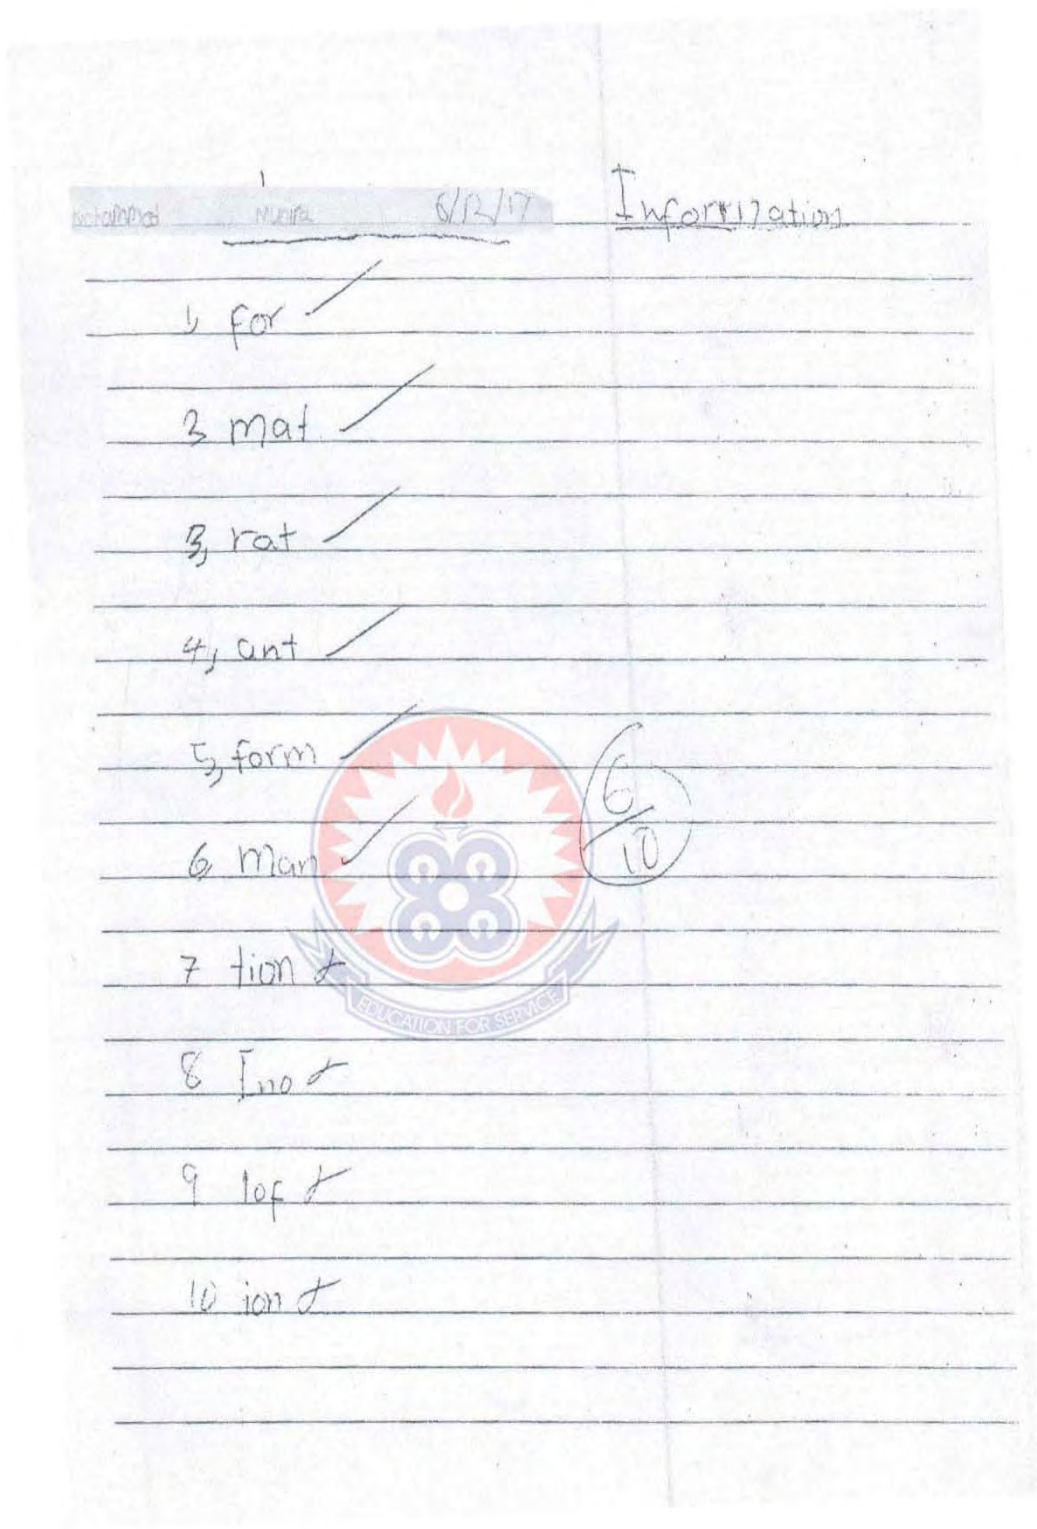 6/12/17 Information
1, for
2 mat
3, rat
4, ant
5, form
6, man
6/10
7 tion
EDUCATION FOR SERVICE
8 Ino
9 lof
10 ion